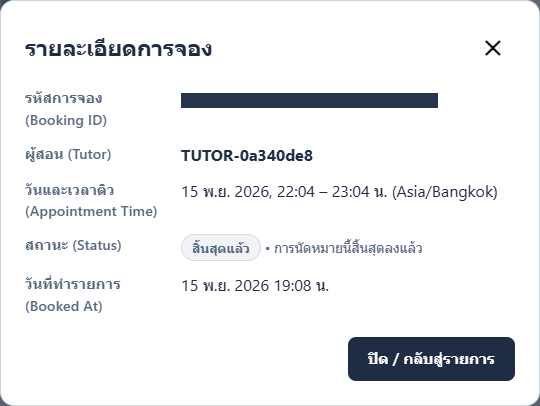 รายละเอียดการจอง
รหัสการจอง
(Booking ID)
ผู้สอน (Tutor)
TUTOR-0a340de8
วันและเวลาติว
(Appointment Time)
15 พ.ย. 2026, 22:04 – 23:04 น. (Asia/Bangkok)
สถานะ (Status)
สิ้นสุดแล้ว • การนัดหมายนี้สิ้นสุดลงแล้ว
วันที่ทำรายการ
(Booked At)
15 พ.ย. 2026 19:08 น.
ปิด / กลับสู่รายการ